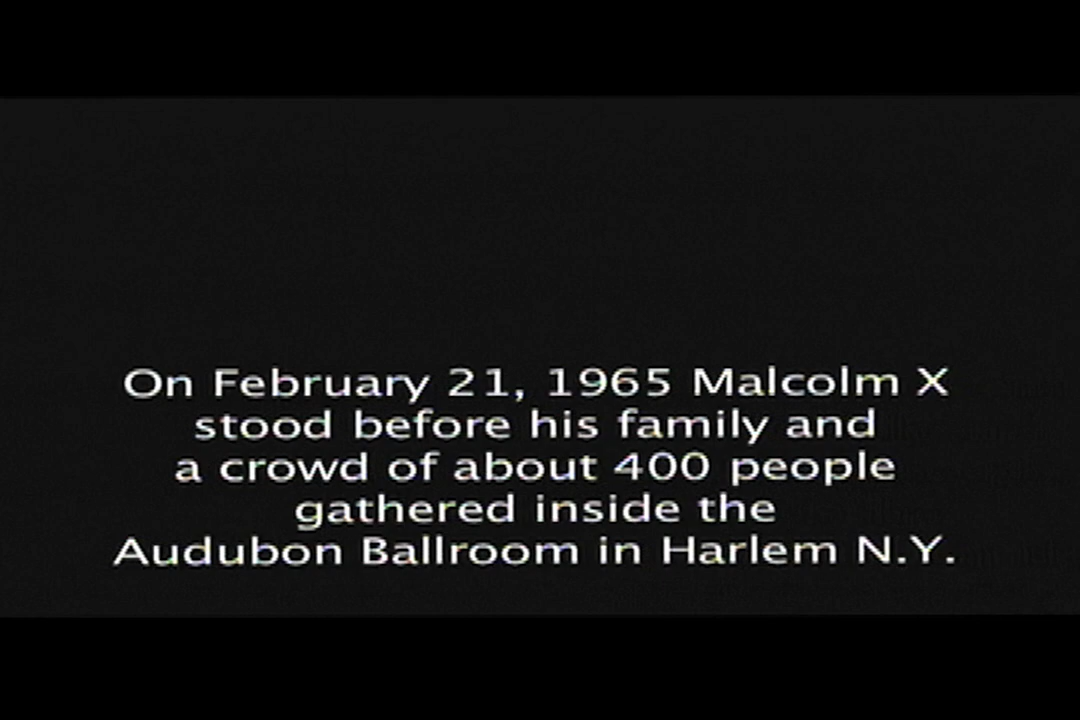 On February 21, 1965 Malcolm X
stood before his family and
a crowd of about 400 people
gathered inside the
Audubon Ballroom in Harlem N.Y.